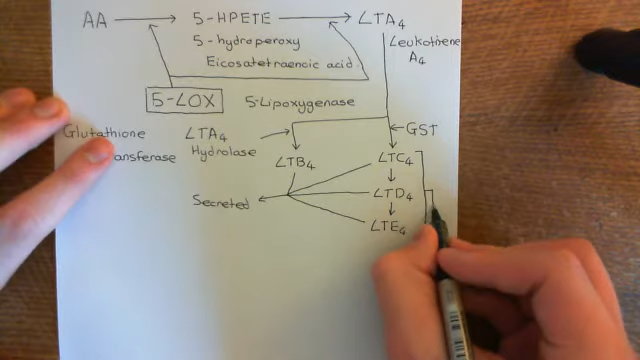 AA 5-HPETE LTA4
5-hydroperoxy
Eicosatetraenoic acid
Leukotriene
A4
5-LOX 5-Lipoxygenase
Glutathione
ansferase
LTA4
Hydrolase
GST
LTB4 LTC4
Secreted LTD4
LTE4